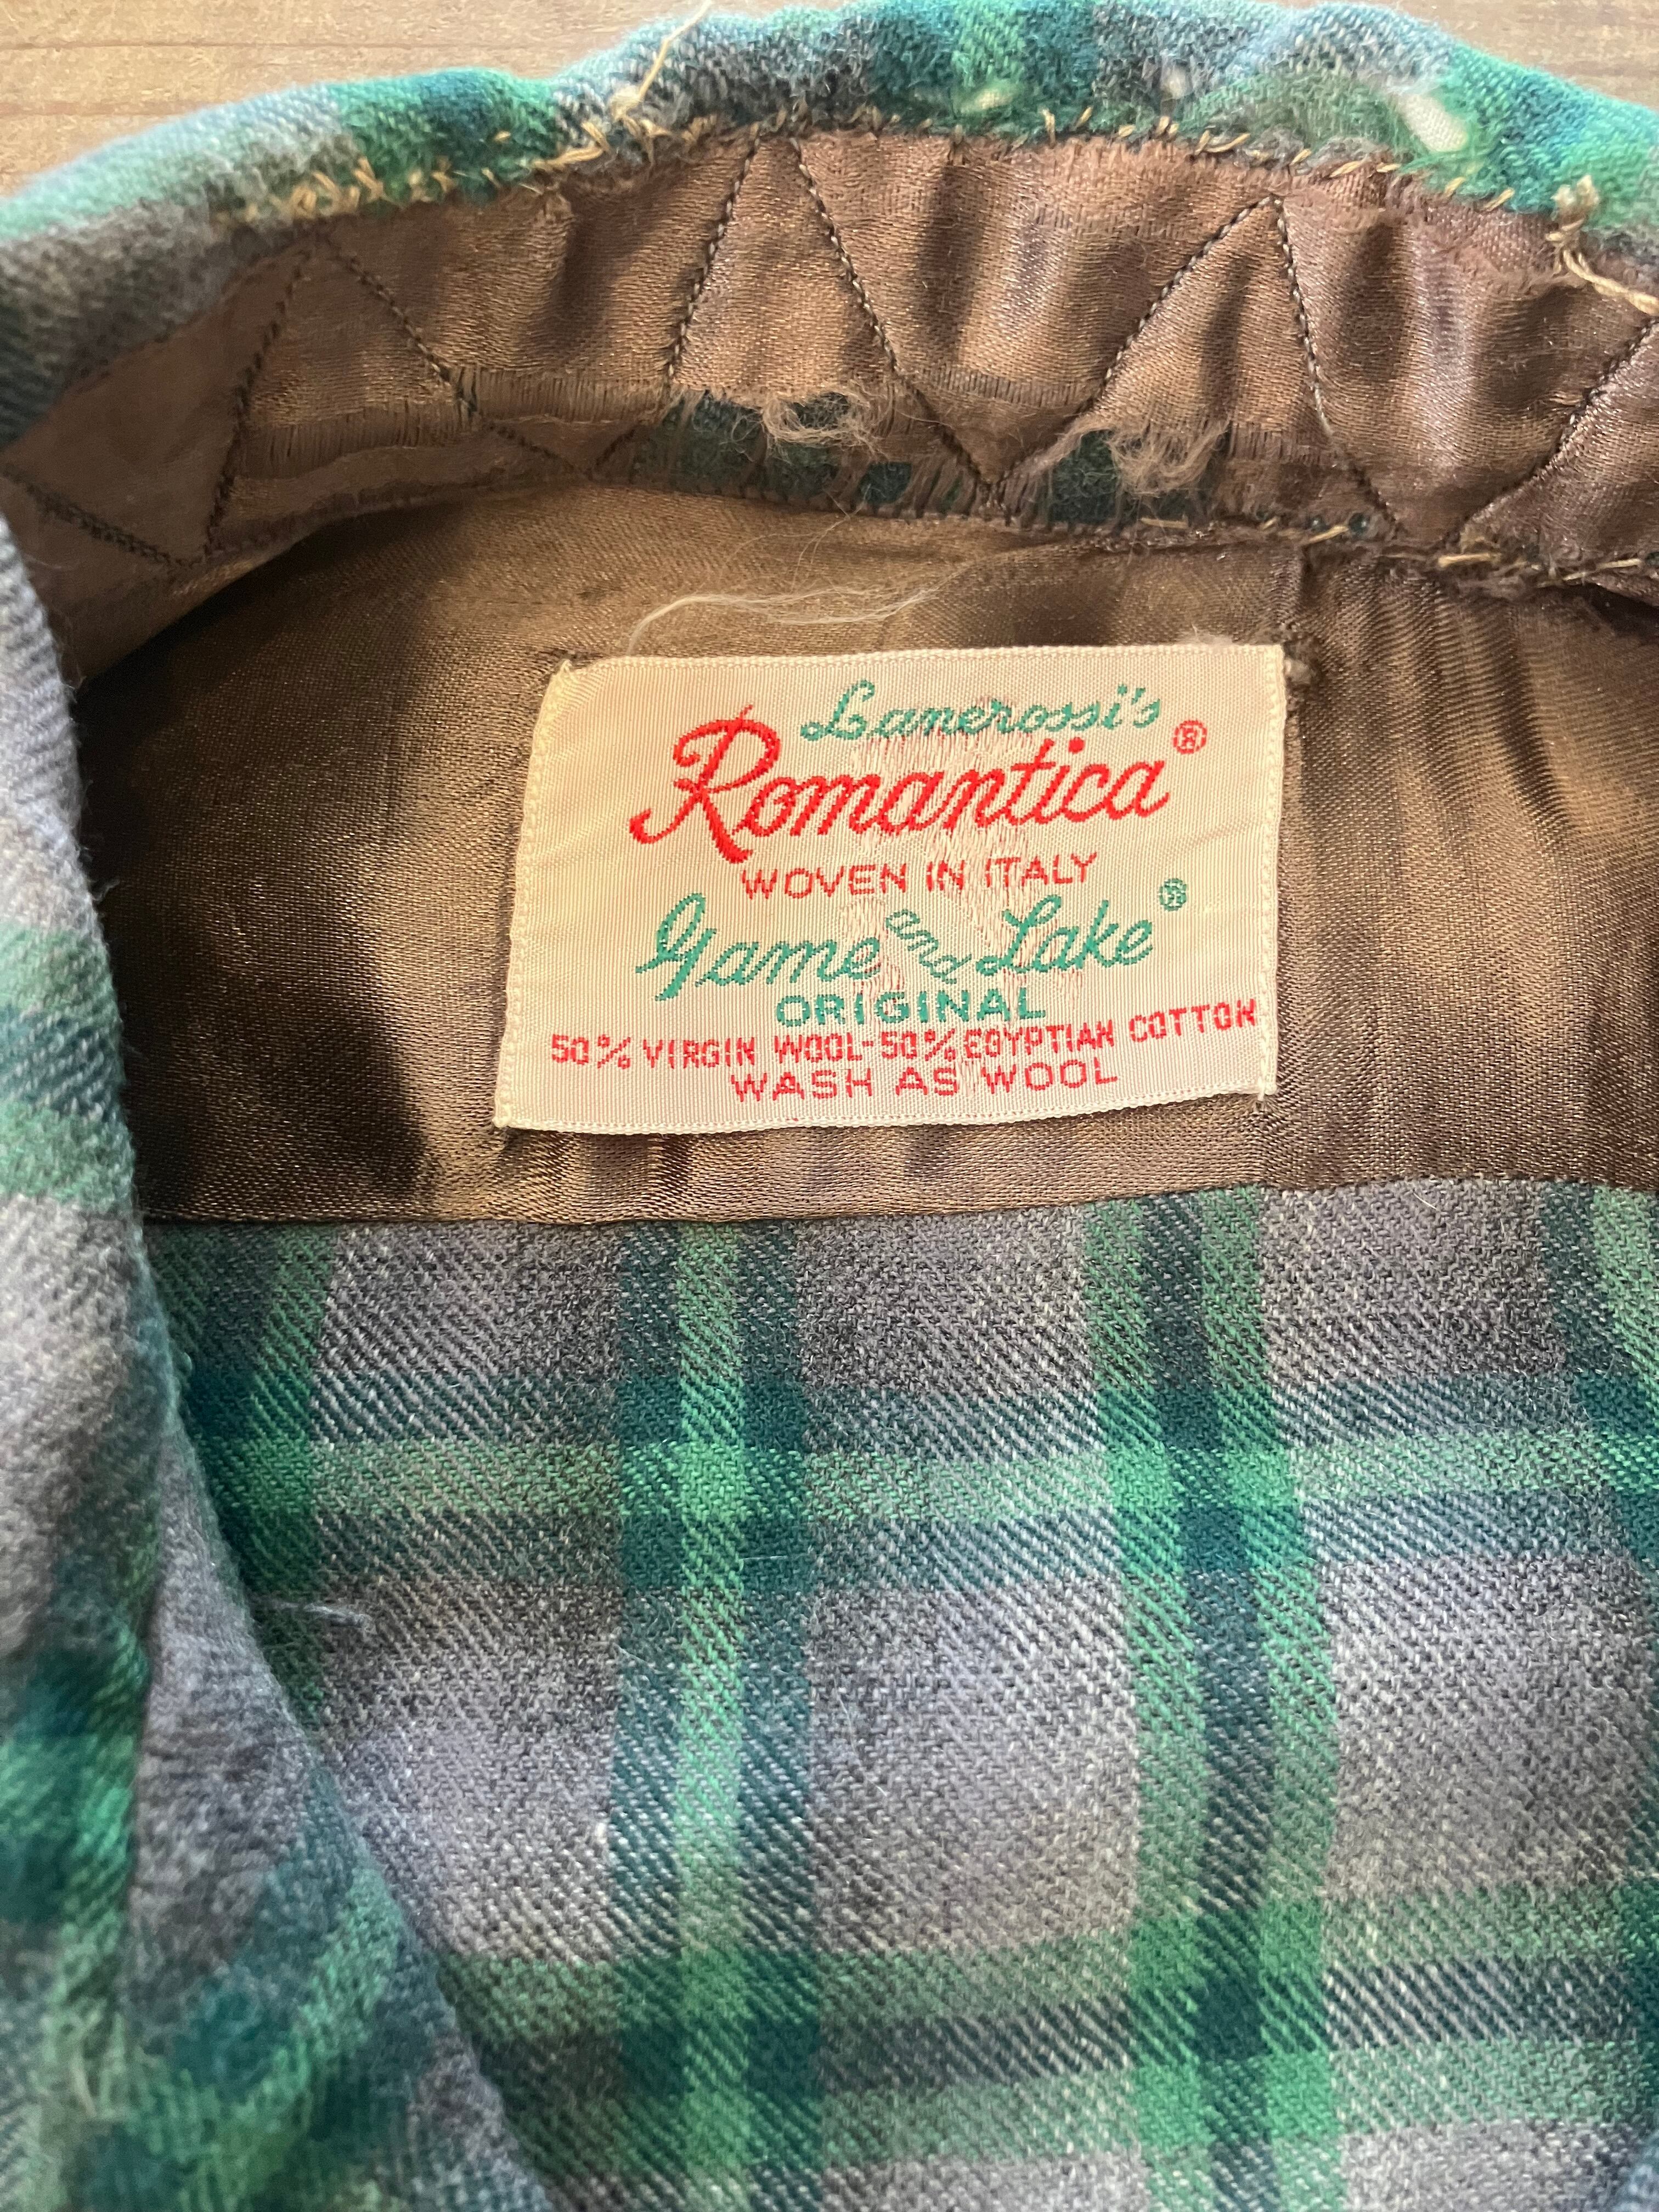 Lanerossi's
Romantica®
WOVEN IN ITALY
Game and Lake®
ORIGINAL
50% VIRGIN WOOL-50% EGYPTIAN COTTON
WASH AS WOOL